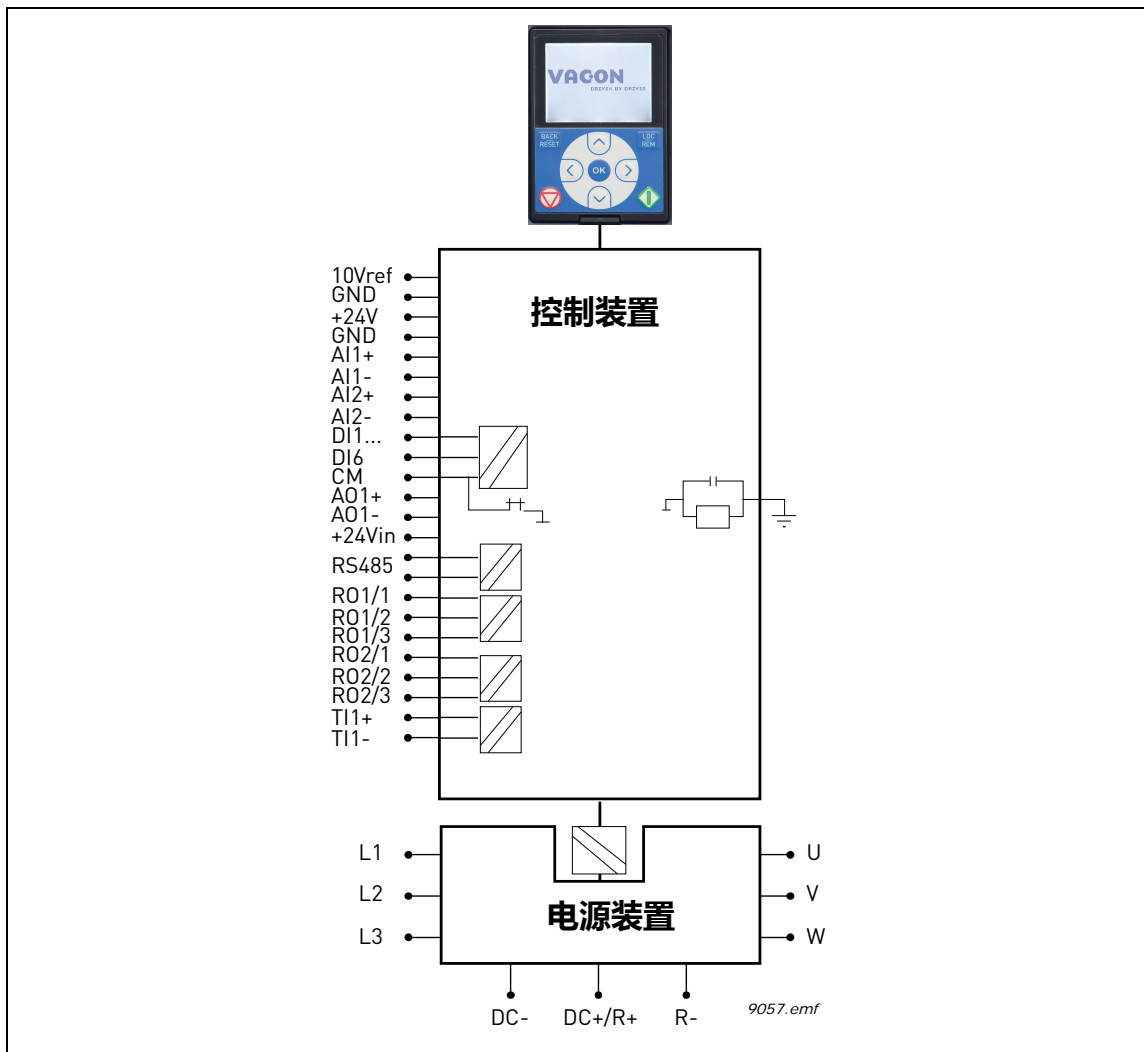 VACON
DRIVEN BY DRIVES
BACK
RESET
LOC
REM
OK
控制装置
10Vref
GND
+24V
GND
AI1+
AI1-
AI2+
AI2-
DI1...
DI6
CM
AO1+
AO1-
+24Vin
RS485
RO1/1
RO1/2
RO1/3
RO2/1
RO2/2
RO2/3
TI1+
TI1-
L1
L2
L3
电源装置
U
V
W
DC-
DC+/R+
R-
9057.emf